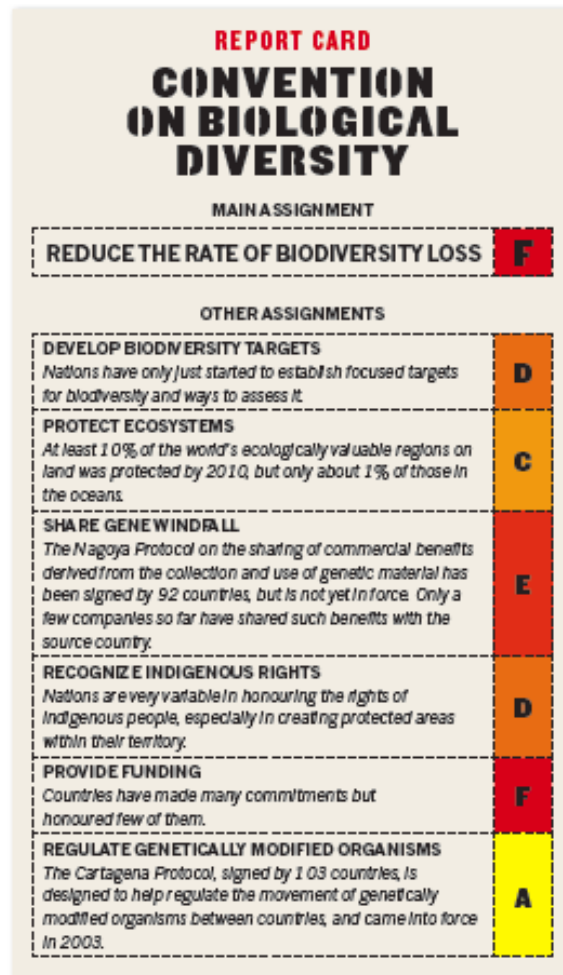 REPORT CARD
CONVENTION
ON BIOLOGICAL
DIVERSITY
MAIN ASSIGNMENT
REDUCE THE RATE OF BIODIVERSITY LOSS F
OTHER ASSIGNMENTS
DEVELOP BIODIVERSITY TARGETS
Nations have only just started to establish focused targets
for biodiversity and ways to assess it.
D
PROTECT ECOSYSTEMS
At least 10% of the world's ecologically valuable regions on
land was protected by 2010, but only about 1% of those in
the oceans.
C
SHARE GENE WINDFALL
The Nagoya Protocol on the sharing of commercial benefits
derived from the collection and use of genetic material has
been signed by 92 countries, but is not yet in force. Only a
few companies so far have shared such benefits with the
source country.
E
RECOGNIZE INDIGENOUS RIGHTS
Nations are very variable in honouring the rights of
indigenous people, especially in creating protected areas
within their territory.
D
PROVIDE FUNDING
Countries have made many commitments but
honoured few of them.
F
REGULATE GENETICALLY MODIFIED ORGANISMS
The Cartagena Protocol, signed by 103 countries, is
designed to help regulate the movement of genetically
modified organisms between countries, and came into force
in 2003.
A